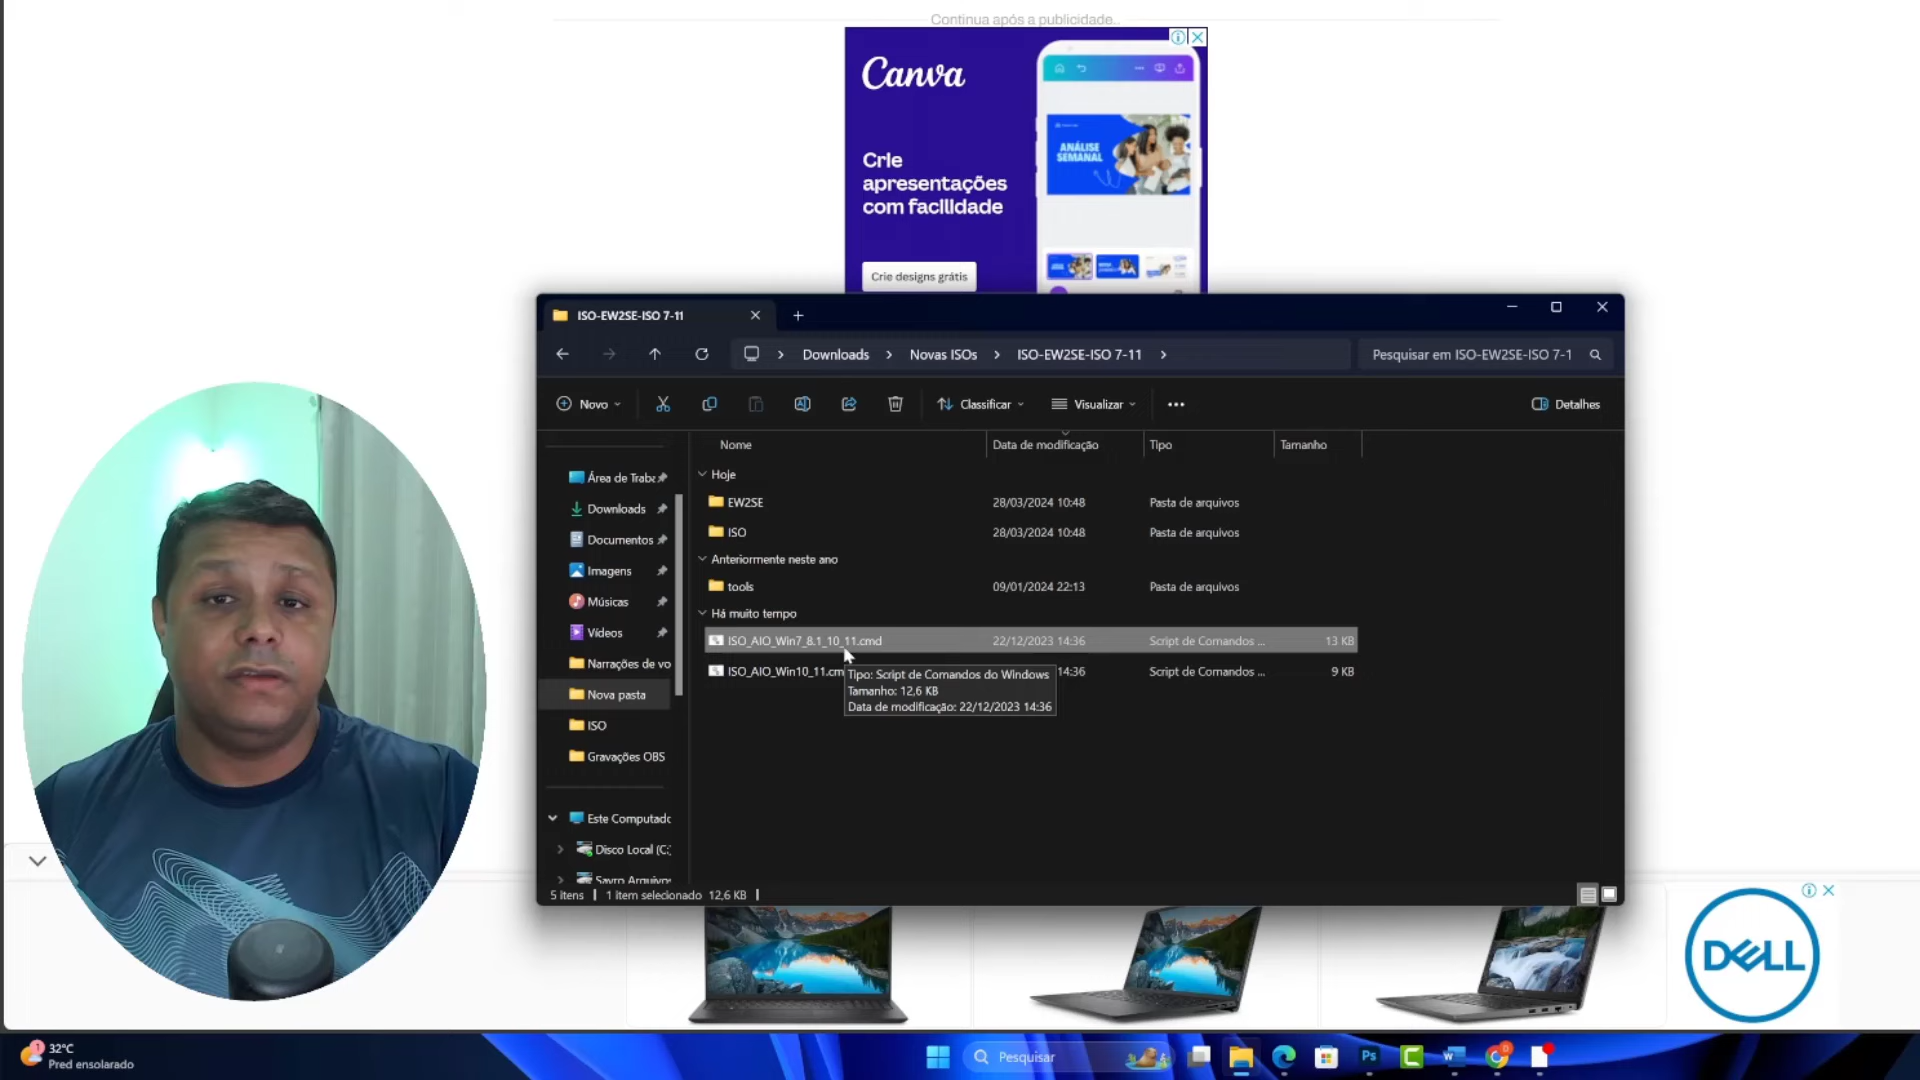 Continua após a publicidade..
Canva
Crie
apresentações
com facilidade
Crie designs grátis
ANÁLISE
SEMANAL
ISO-EW2SE-ISO 7-11
Downloads
Novas ISOs
ISO-EW2SE-ISO 7-11
Pesquisar em ISO-EW2SE-ISO 7-1
Novo
Classificar
Visualizar
Detalhes
Nome
Data de modificação
Tipo
Tamanho
Hoje
EW2SE
28/03/2024 10:48
Pasta de arquivos
ISO
28/03/2024 10:48
Pasta de arquivos
Anteriormente neste ano
tools
09/01/2024 22:13
Pasta de arquivos
Há muito tempo
ISO_AIO_Win7_8.1_10_11.cmd
22/12/2023 14:36
Script de Comandos ...
13 KB
ISO_AIO_Win10_11.cm
14:36
Script de Comandos ...
9 KB
Tipo: Script de Comandos do Windows
Tamanho: 12,6 KB
Data de modificação: 22/12/2023 14:36
Área de Traba
Downloads
Documentos
Imagens
Músicas
Vídeos
Narrações de vo
Nova pasta
ISO
Gravações OBS
Este Computado
Disco Local (C:)
5 itens
1 item selecionado 12,6 KB
DELL
1
32°C
Pred ensolarado
Pesquisar
Ps
W
D